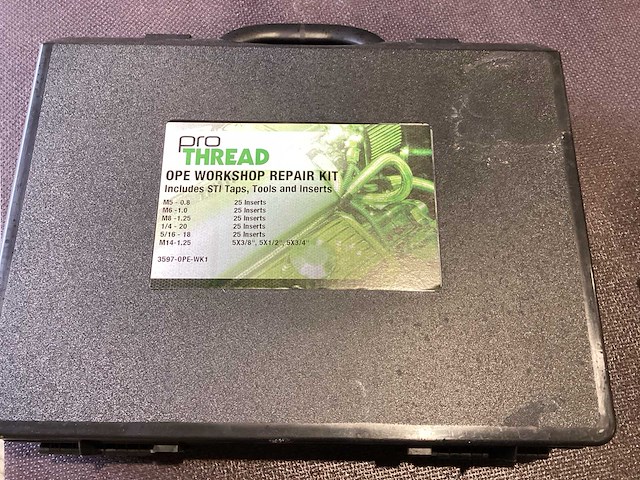 pro
THREAD
OPE WORKSHOP REPAIR KIT
Includes STI Taps, Tools and Inserts
M5 - 0.8 25 Inserts
M6 -1.0 25 Inserts
M8 -1.25 25 Inserts
1/4 - 20 25 Inserts
5/16 - 18 25 Inserts
M14-1.25 5X3/8", 5X1/2", 5X3/4"
3597-OPE-WK1